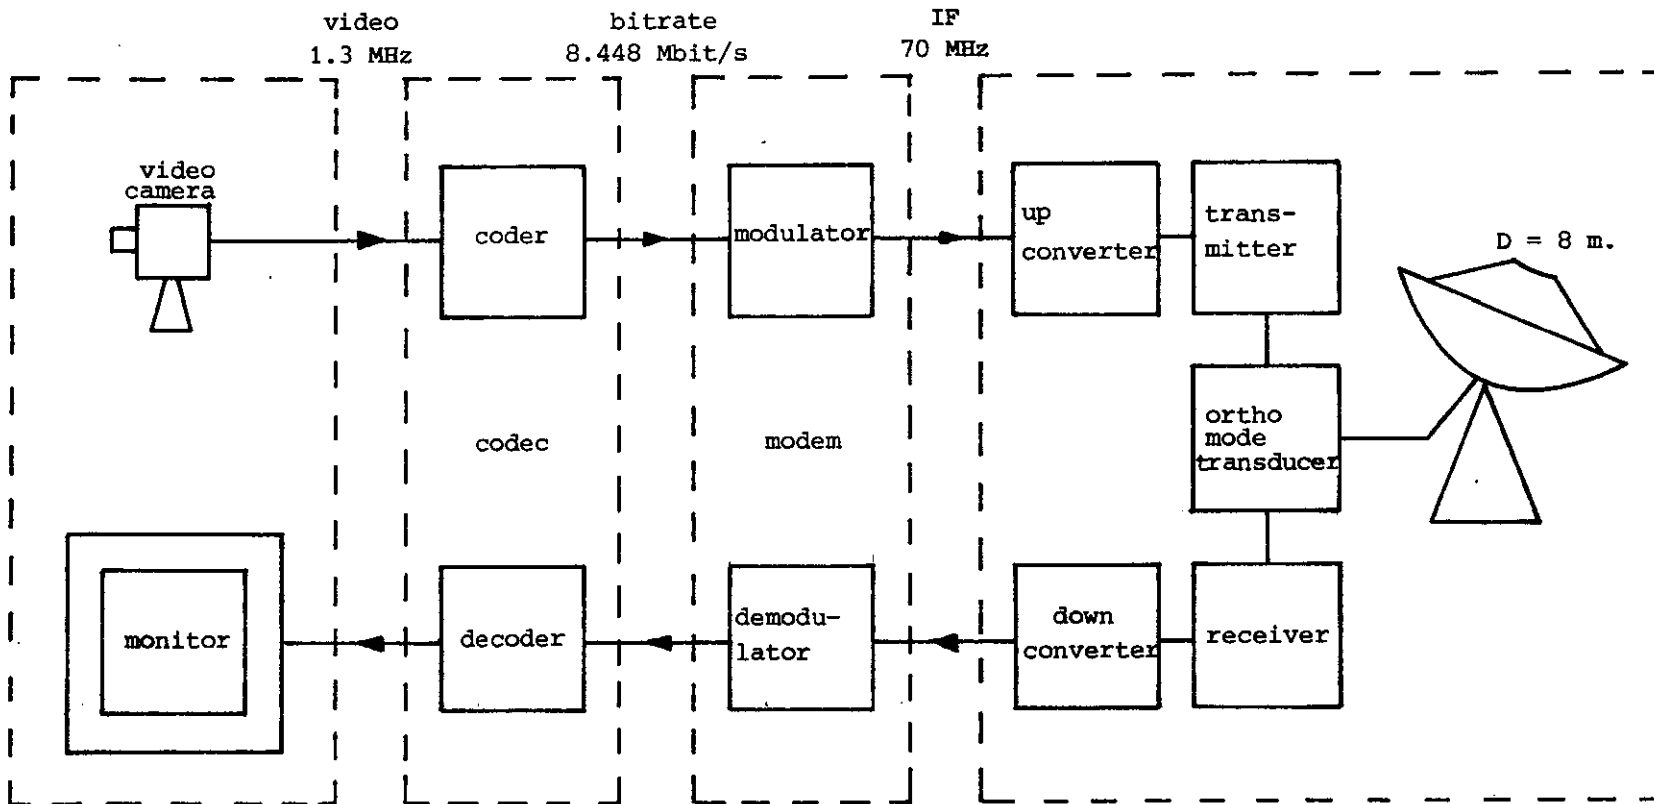 video
1.3 MHz
bitrate
8.448 Mbit/s
IF
70 MHz
video
camera
coder
modulator
up
converter
trans-
mitter
D = 8 m.
codec
modem
ortho
mode
transducer
monitor
decoder
demodu-
lator
down
converter
receiver